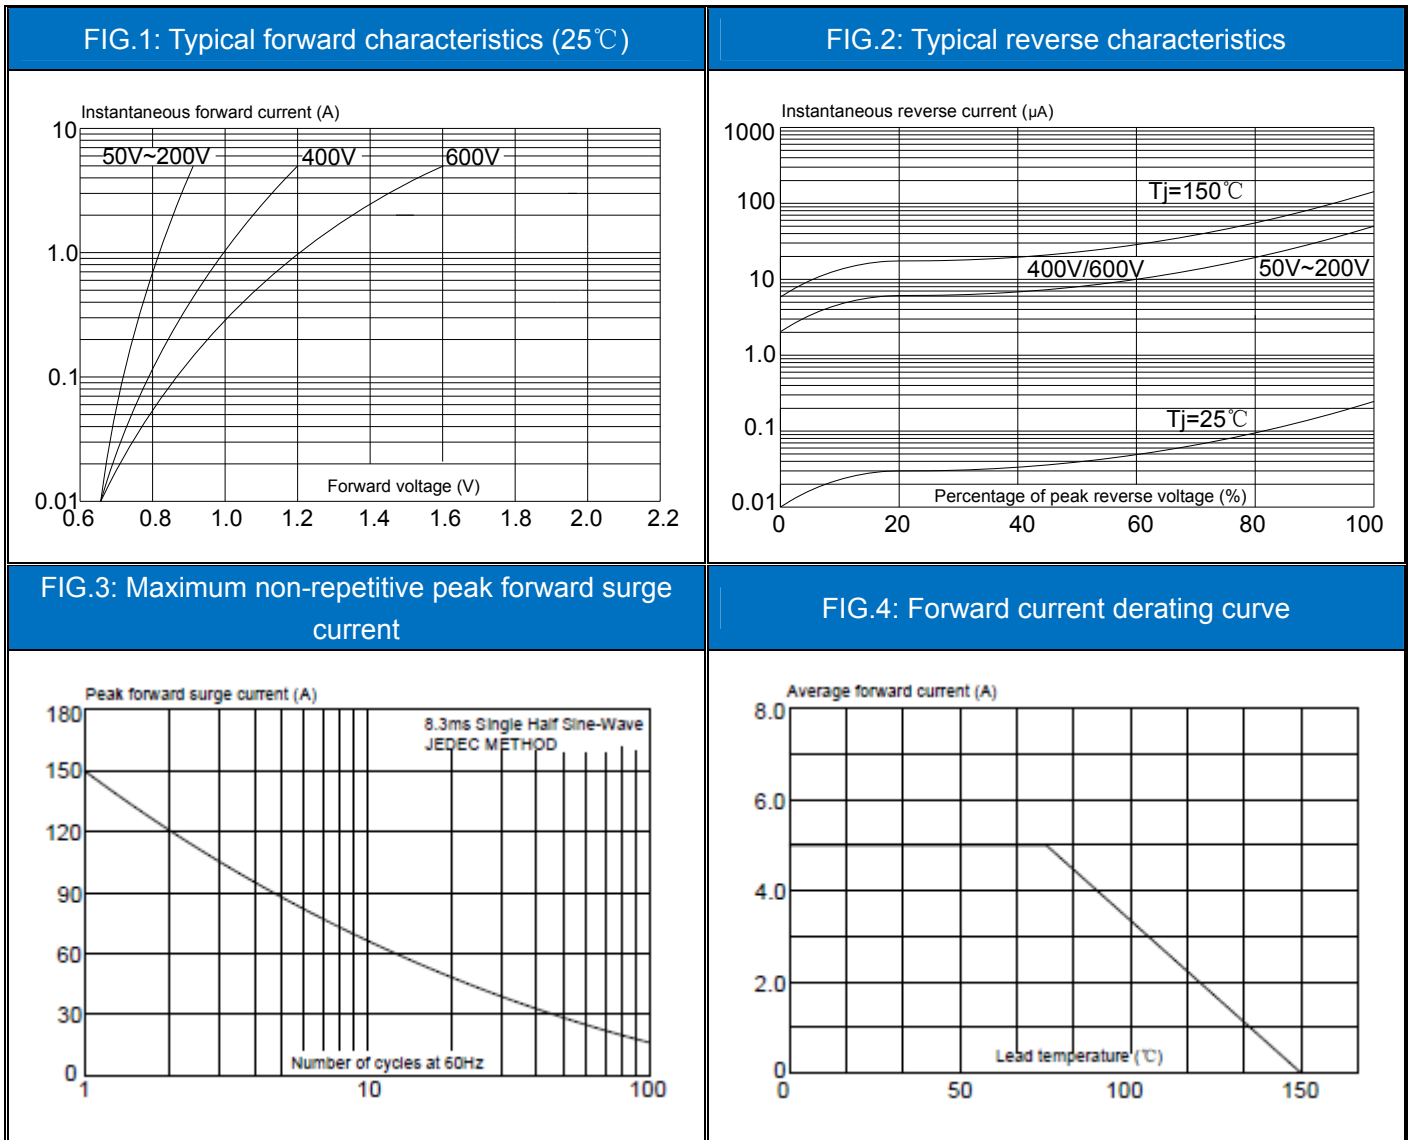 FIG.1: Typical forward characteristics (25℃)
Instantaneous forward current (A)
10
1.0
0.1
0.01
50V~200V
400V
600V
Forward voltage (V)
0.6 0.8 1.0 1.2 1.4 1.6 1.8 2.0 2.2
FIG.2: Typical reverse characteristics
Instantaneous reverse current (μA)
1000
100
10
1.0
0.1
0.01
Tj=150℃
400V/600V
50V~200V
Tj=25℃
Percentage of peak reverse voltage (%)
0 20 40 60 80 100
FIG.3: Maximum non-repetitive peak forward surge
current
Peak forward surge current (A)
180
150
120
90
60
30
0
8.3ms Single Half Sine-Wave
JEDEC METHOD
Number of cycles at 60Hz
1 10 100
FIG.4: Forward current derating curve
Average forward current (A)
8.0
6.0
4.0
2.0
0
Lead temperature (℃)
0 50 100 150